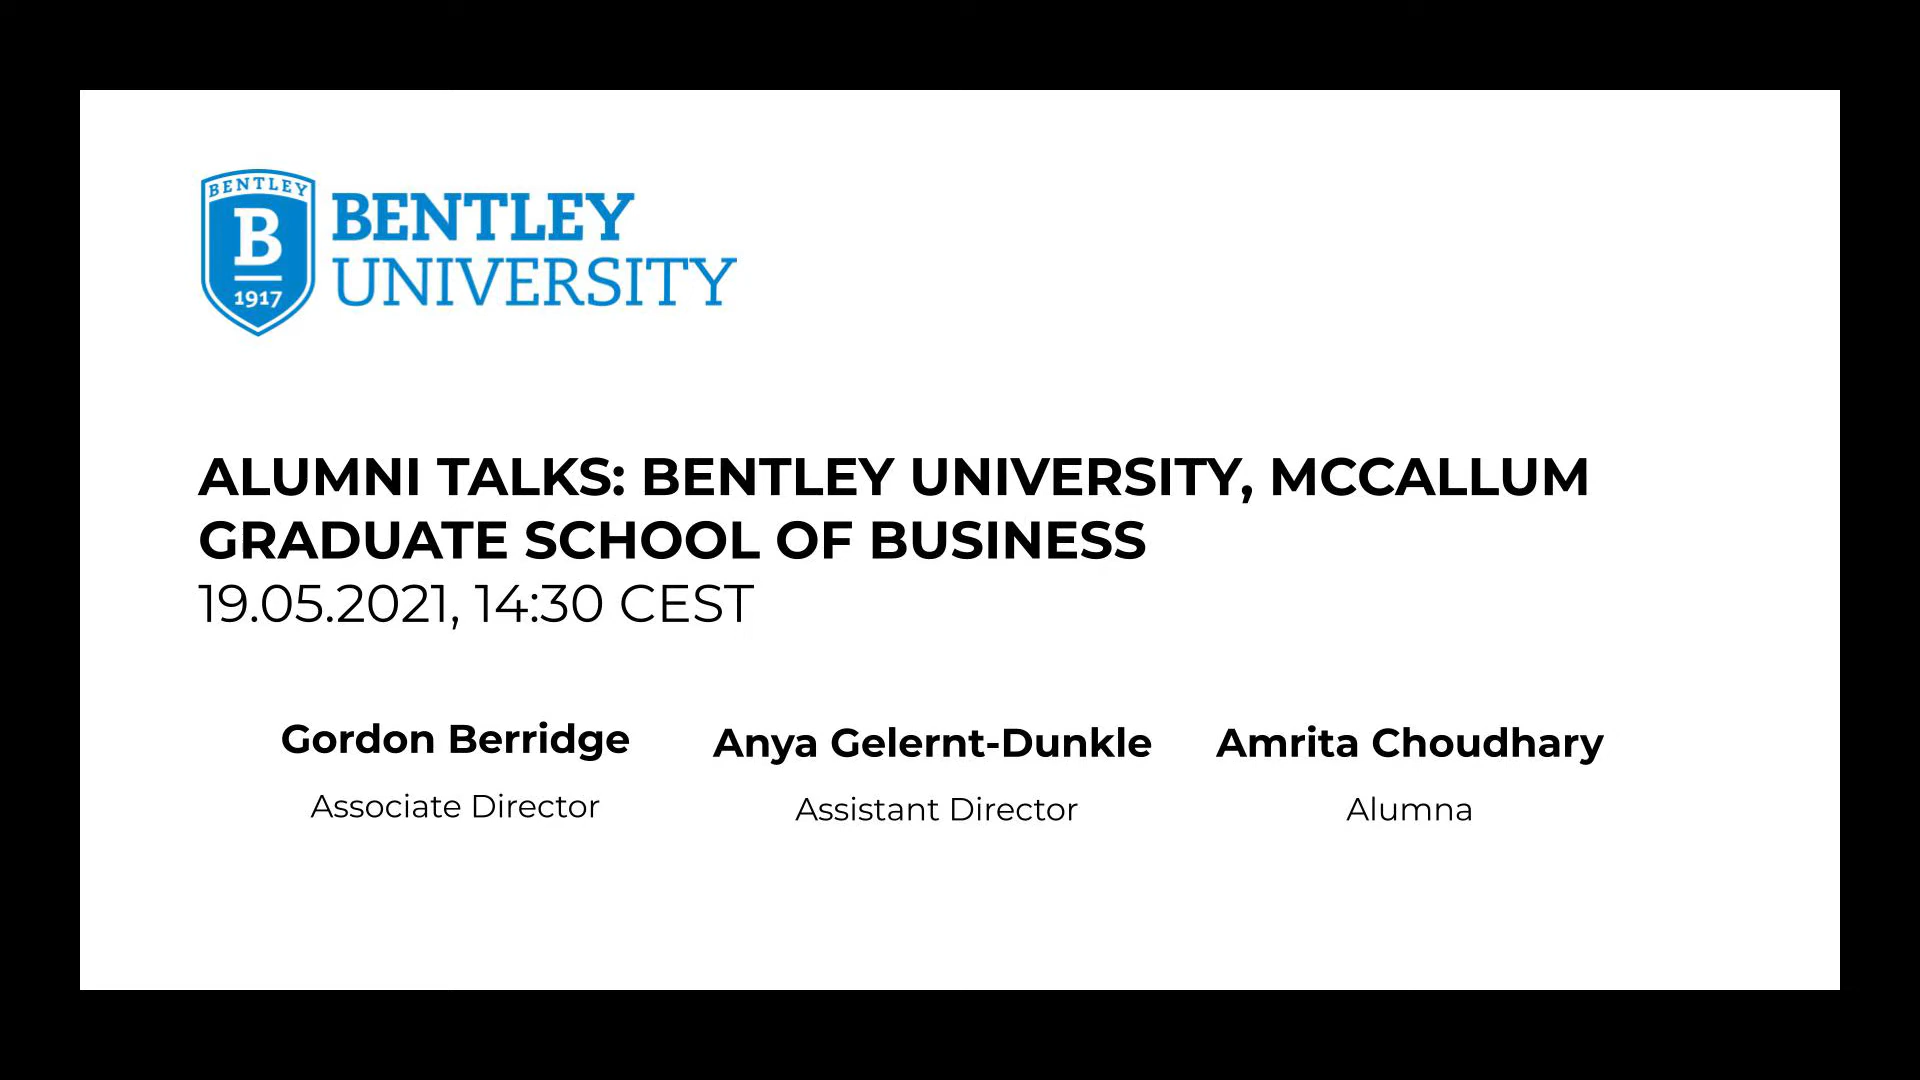 BENTLEY
B
1917
BENTLEY
UNIVERSITY
ALUMNI TALKS: BENTLEY UNIVERSITY, MCCALLUM
GRADUATE SCHOOL OF BUSINESS
19.05.2021, 14:30 CEST
Gordon Berridge
Associate Director
Anya Gelernt-Dunkle
Assistant Director
Amrita Choudhary
Alumna